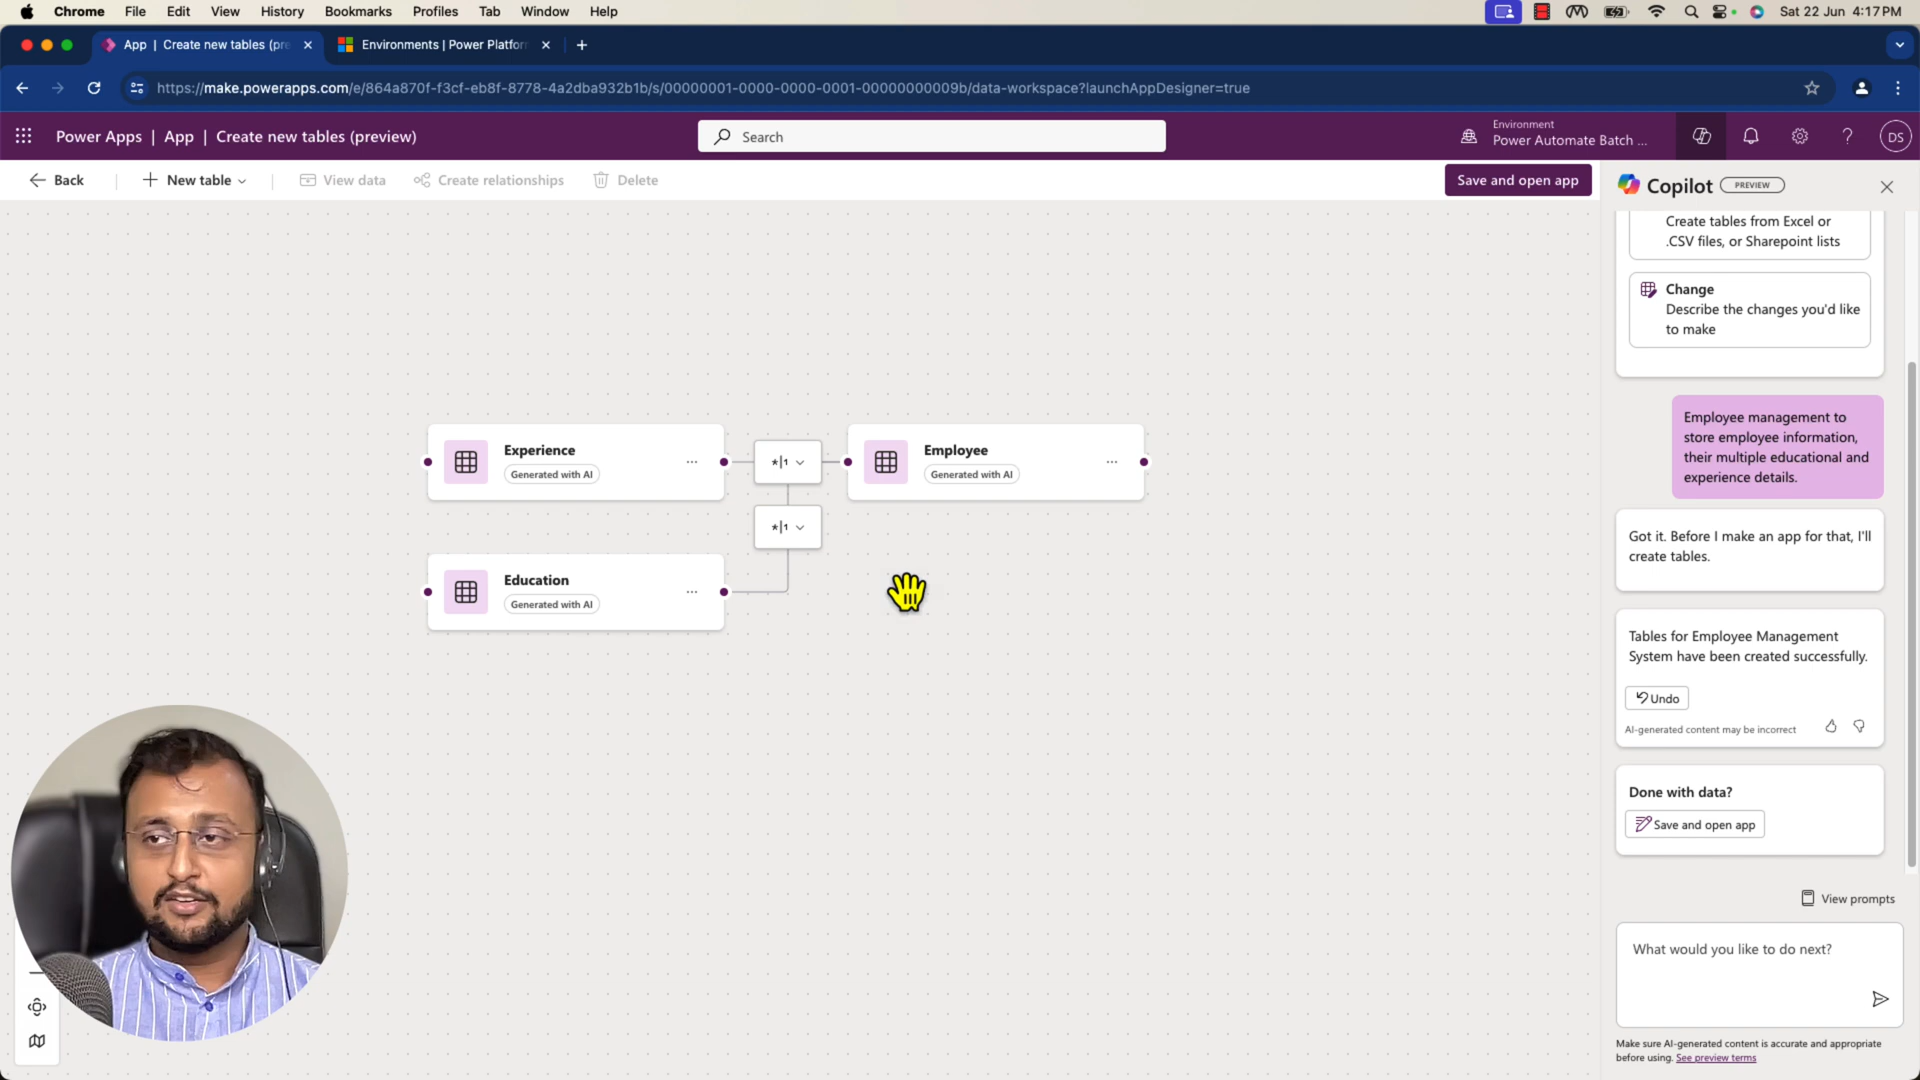 Chrome File Edit View History Bookmarks Profiles Tab Window Help Sat 22 Jun 4:17 PM
App | Create new tables (pre
Environments | Power Platfor
https://make.powerapps.com/e/864a870f-f3cf-eb8f-8778-4a2dba932b1b/s/00000001-0000-0000-0001-00000000009b/data-workspace?launchAppDesigner=true
Power Apps | App | Create new tables (preview)
Search
Environment
Power Automate Batch ...
DS
Back
New table
View data
Create relationships
Delete
Save and open app
Experience
Generated with AI
*|1
Employee
Generated with AI
*|1
Education
Generated with AI
Copilot PREVIEW
Create tables from Excel or
.CSV files, or Sharepoint lists
Change
Describe the changes you'd like
to make
Employee management to
store employee information,
their multiple educational and
experience details.
Got it. Before I make an app for that, I'll
create tables.
Tables for Employee Management
System have been created successfully.
Undo
AI-generated content may be incorrect
Done with data?
Save and open app
View prompts
What would you like to do next?
Make sure AI-generated content is accurate and appropriate
before using. See preview terms